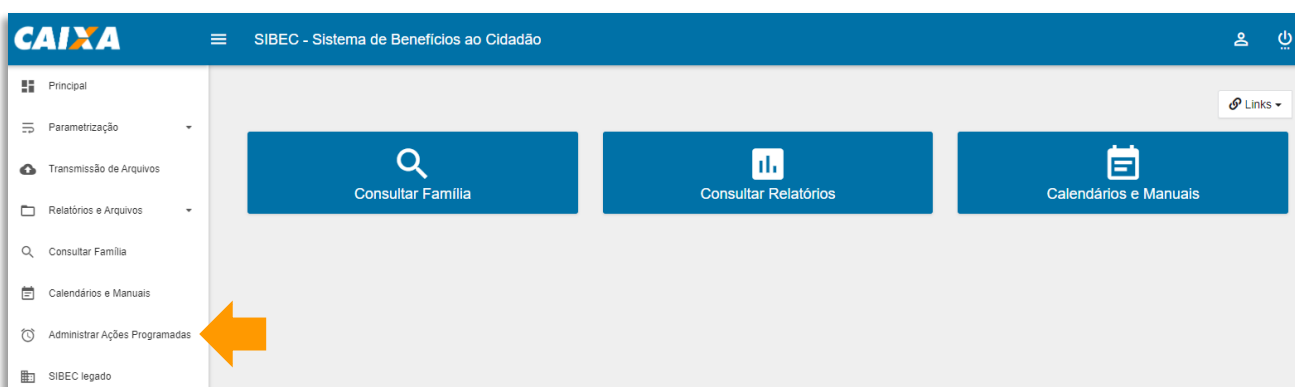 CAIXA
SIBEC - Sistema de Benefícios ao Cidadão
Principal
Links
Parametrização
Transmissão de Arquivos
Consultar Família
Consultar Relatórios
Calendários e Manuais
Relatórios e Arquivos
Consultar Família
Calendários e Manuais
Administrar Ações Programadas
SIBEC legado